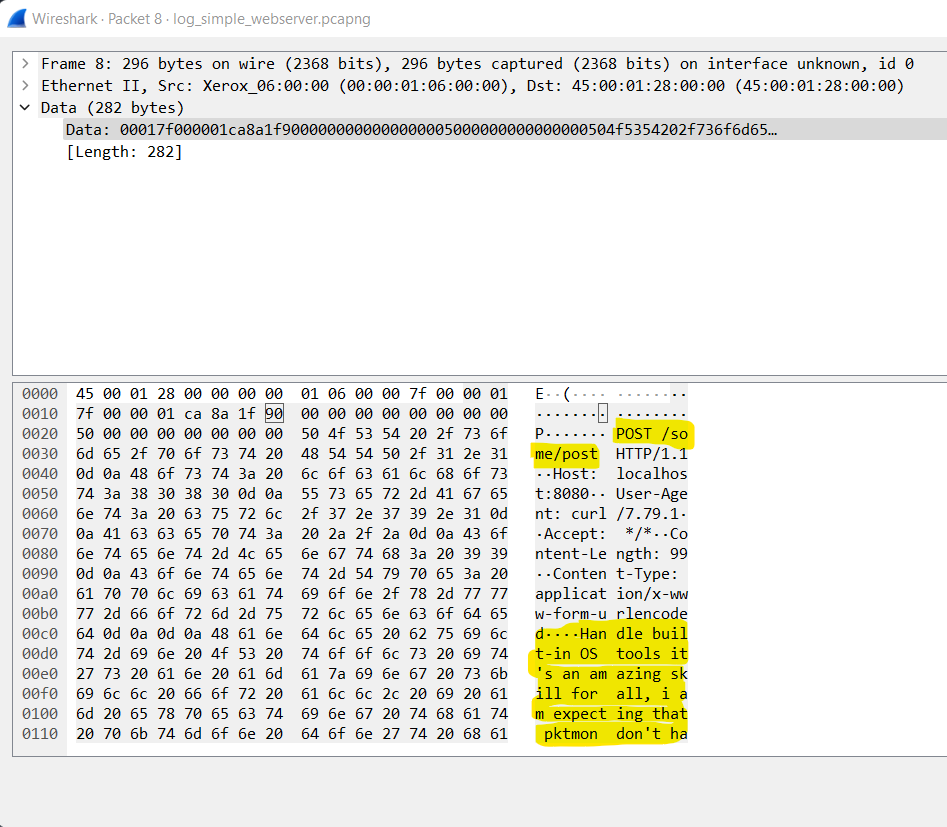 Wireshark · Packet 8 · log_simple_webserver.pcapng
Frame 8: 296 bytes on wire (2368 bits), 296 bytes captured (2368 bits) on interface unknown, id 0
Ethernet II, Src: Xerox_06:00:00 (00:00:01:06:00:00), Dst: 45:00:01:28:00:00 (45:00:01:28:00:00)
Data (282 bytes)
Data: 00017f000001ca8a1f9000000000000000005000000000000000504f5354202f736f6d65…
[Length: 282]
0000 45 00 01 28 00 00 00 00 01 06 00 00 7f 00 00 01 E··(···· ········
0010 7f 00 00 01 ca 8a 1f 90 00 00 00 00 00 00 00 00 ········ ········
0020 50 00 00 00 00 00 00 00 50 4f 53 54 20 2f 73 6f P······· POST /so
0030 6d 65 2f 70 6f 73 74 20 48 54 54 50 2f 31 2e 31 me/post HTTP/1.1
0040 0d 0a 48 6f 73 74 3a 20 6c 6f 63 61 6c 68 6f 73 ··Host: localhos
0050 74 3a 38 30 38 30 0d 0a 55 73 65 72 2d 41 67 65 t:8080·· User-Age
0060 6e 74 3a 20 63 75 72 6c 2f 37 2e 37 39 2e 31 0d nt: curl /7.79.1·
0070 0a 41 63 63 65 70 74 3a 20 2a 2f 2a 0d 0a 43 6f ·Accept: */*··Co
0080 6e 74 65 6e 74 2d 4c 65 6e 67 74 68 3a 20 39 39 ntent-Le ngth: 99
0090 0d 0a 43 6f 6e 74 65 6e 74 2d 54 79 70 65 3a 20 ··Conten t-Type:
00a0 61 70 70 6c 69 63 61 74 69 6f 6e 2f 78 2d 77 77 applicat ion/x-ww
00b0 77 2d 66 6f 72 6d 2d 75 72 6c 65 6e 63 6f 64 65 w-form-u rlencode
00c0 64 0d 0a 0d 0a 48 61 6e 64 6c 65 20 62 75 69 6c d····Han dle buil
00d0 74 2d 69 6e 20 4f 53 20 74 6f 6f 6c 73 20 69 74 t-in OS tools it
00e0 27 73 20 61 6e 20 61 6d 61 7a 69 6e 67 20 73 6b 's an am azing sk
00f0 69 6c 6c 20 66 6f 72 20 61 6c 6c 2c 20 69 20 61 ill for all, i a
0100 6d 20 65 78 70 65 63 74 69 6e 67 20 74 68 61 74 m expect ing that
0110 20 70 6b 74 6d 6f 6e 20 64 6f 6e 27 74 20 68 61 pktmon don't ha